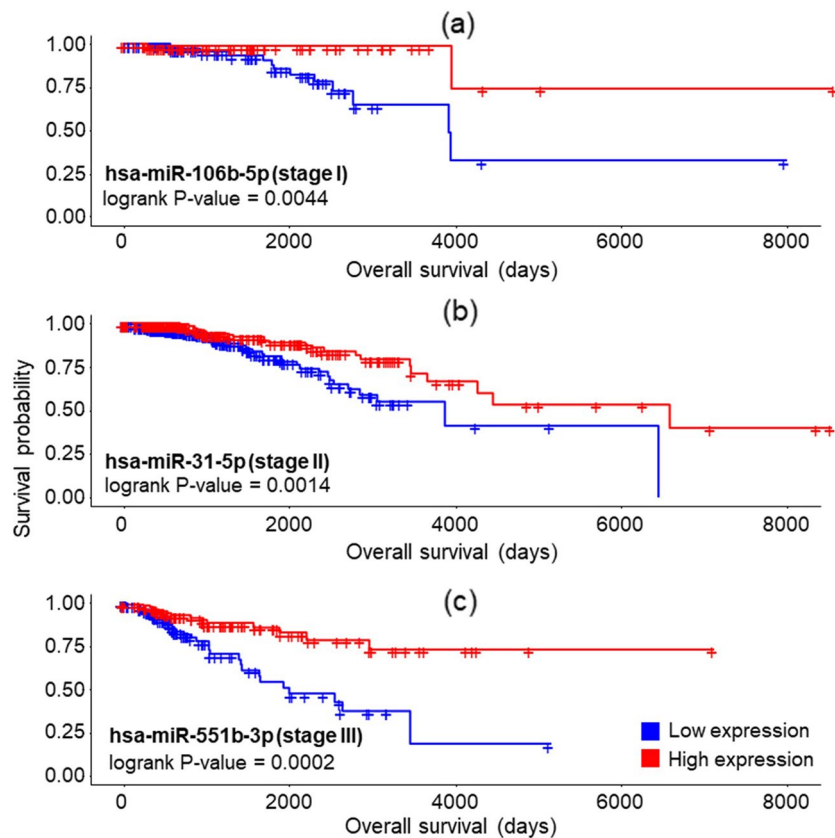 (a)
1.00
0.75
0.50
0.25
0.00
hsa-miR-106b-5p (stage I)
logrank P-value = 0.0044
0 2000 4000 6000 8000
Overall survival (days)
(b)
Survival probability
1.00
0.75
0.50
0.25
0.00
hsa-miR-31-5p (stage II)
logrank P-value = 0.0014
0 2000 4000 6000 8000
Overall survival (days)
(c)
1.00
0.75
0.50
0.25
0.00
hsa-miR-551b-3p (stage III)
logrank P-value = 0.0002
Low expression
High expression
0 2000 4000 6000 8000
Overall survival (days)